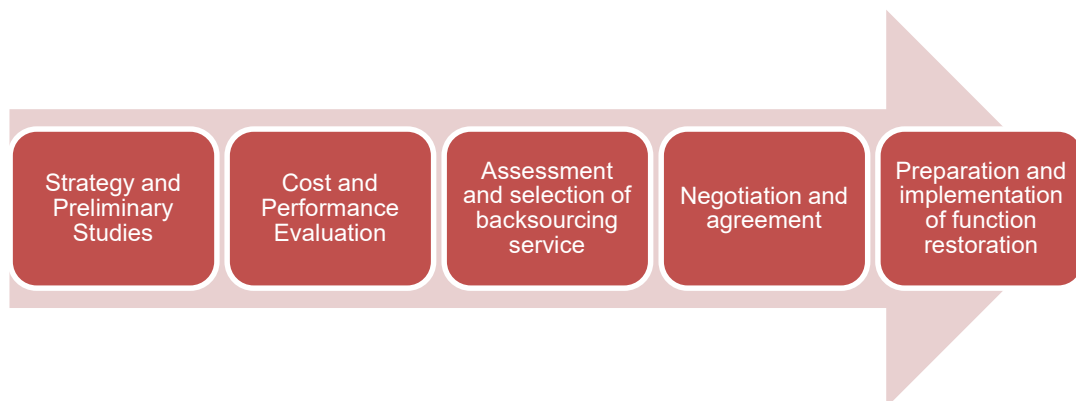 Strategy and
Preliminary
Studies
Cost and
Performance
Evaluation
Assessment
and selection of
backsourcing
service
Negotiation and
agreement
Preparation and
implementation
of function
restoration